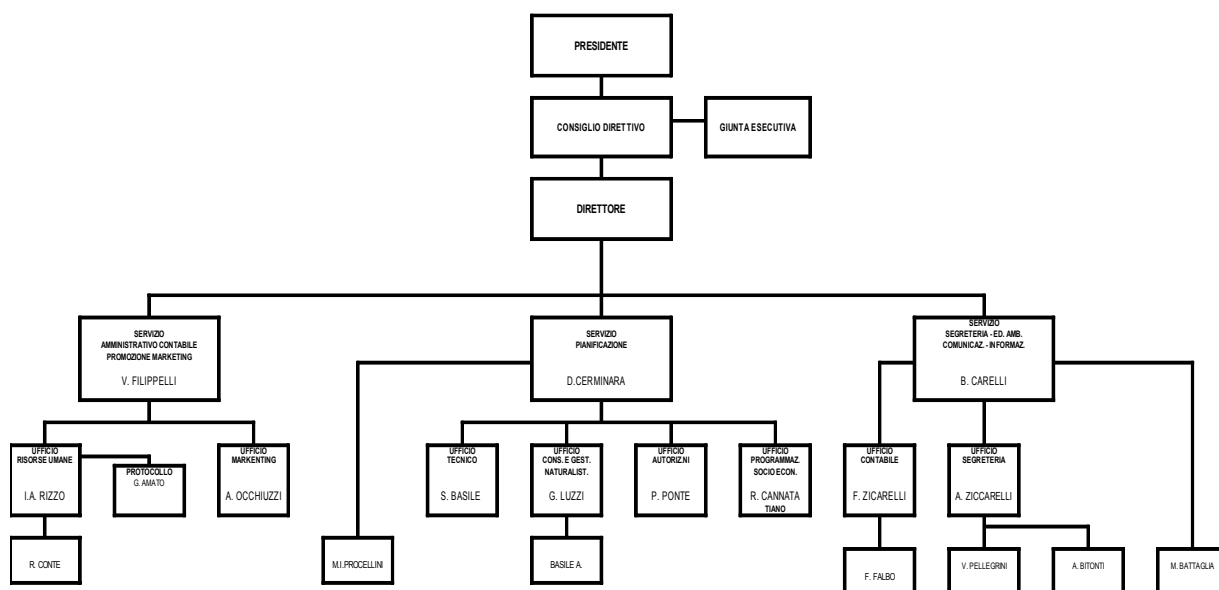 PRESIDENTE
CONSIGLIO DIRETTIVO
GIUNTA ESECUTIVA
DIRETTORE
SERVIZIO
AMMINISTRATIVO CONTABILE
PROMOZIONE MARKETING
V. FILIPPELLI
SERVIZIO
PIANIFICAZIONE
D.CERMINARA
SERVIZIO
SEGRETERIA - ED. AMB.
COMUNICAZ. - INFORMAZ.
B. CARELLI
UFFICIO
RISORSE UMANE
I.A. RIZZO
PROTOCOLLO
G. AMATO
UFFICIO
MARKENTING
A. OCCHIUZZI
UFFICIO
TECNICO
S. BASILE
UFFICIO
CONS. E GEST.
NATURALIST.
G. LUZZI
UFFICIO
AUTORIZ.NI
P. PONTE
UFFICIO
PROGRAMMAZ.
SOCIO ECON.
R. CANNATA
TIANO
UFFICIO
CONTABILE
F. ZICARELLI
UFFICIO
SEGRETERIA
A. ZICCARELLI
R. CONTE
M.I.PROCELLINI
BASILE A.
F. FALBO
V. PELLEGRINI
A. BITONTI
M. BATTAGLIA